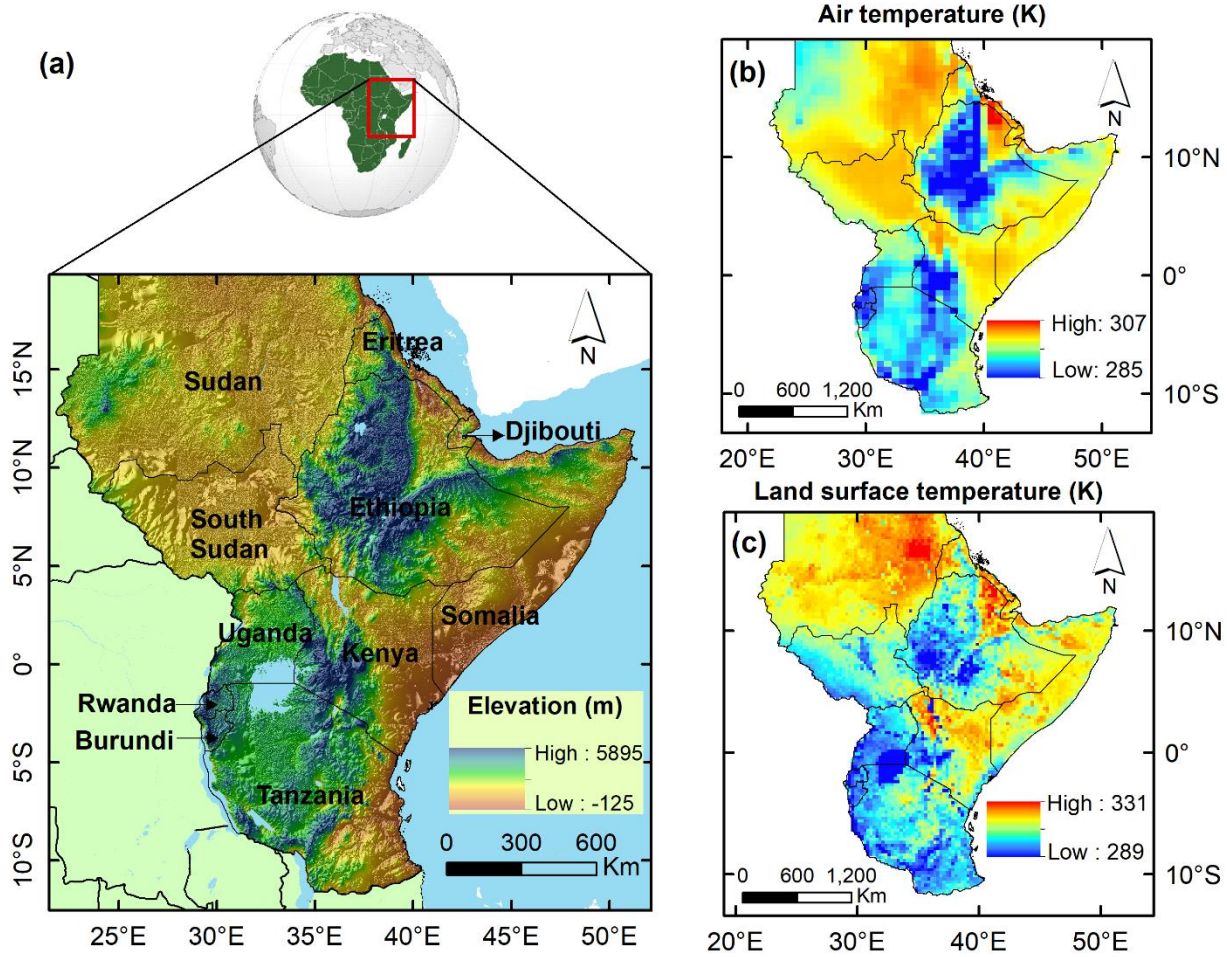 (a)
Sudan
Eritrea
Djibouti
Ethiopia
South
Sudan
Somalia
Uganda
Kenya
Rwanda
Burundi
Tanzania
N
Elevation (m)
High : 5895
Low : -125
0 300 600
Km
15°N
10°N
5°N
0°
5°S
10°S
25°E 30°E 35°E 40°E 45°E 50°E
Air temperature (K)
(b)
N
High: 307
Low: 285
0 600 1,200
Km
10°N
0°
10°S
20°E 30°E 40°E 50°E
Land surface temperature (K)
(c)
N
High : 331
Low : 289
0 600 1,200
Km
10°N
0°
10°S
20°E 30°E 40°E 50°E